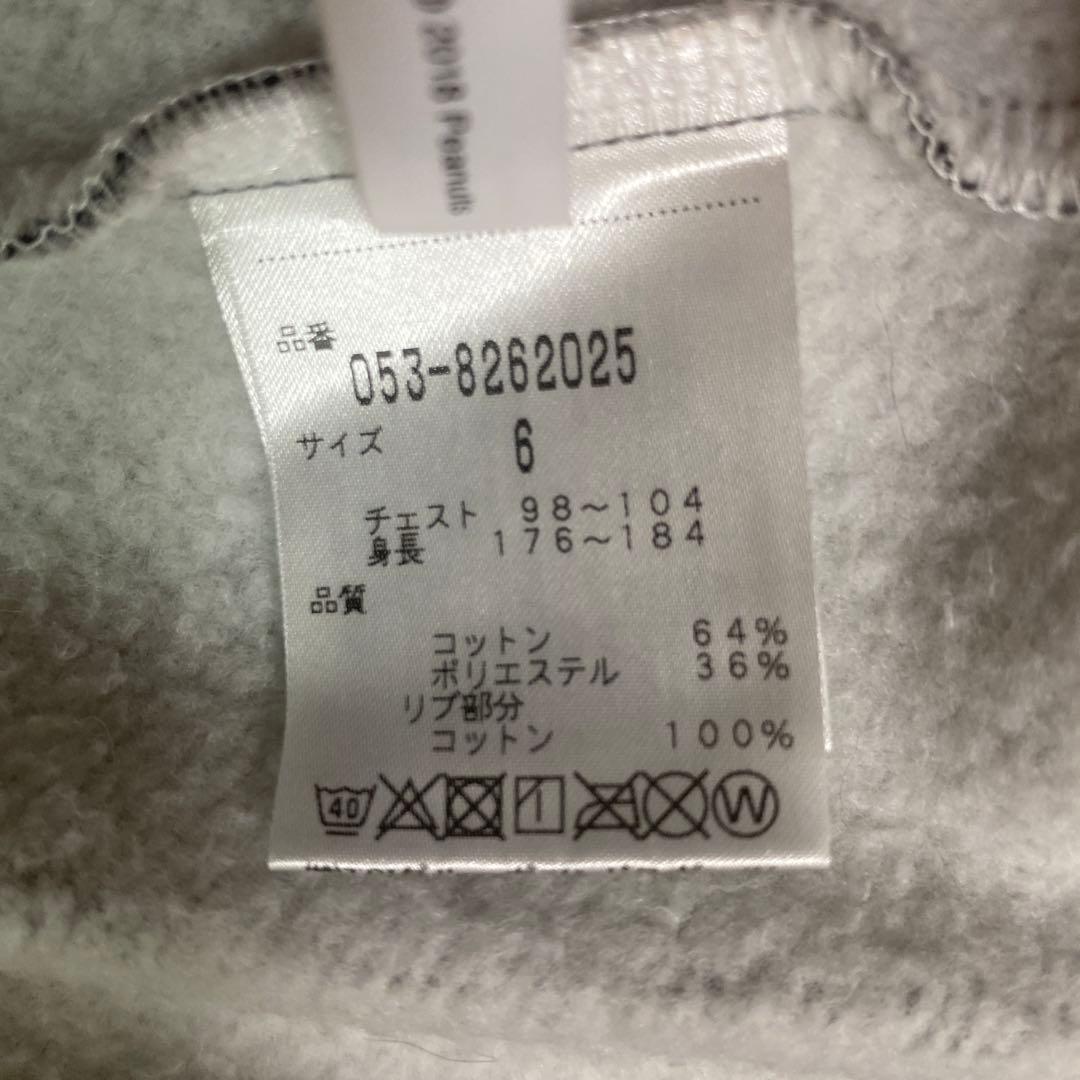 © 2018 Peanuts
品番 053-8262025
サイズ 6
チェスト 98～104
身長 176～184
品質
コットン 64%
ポリエステル 36%
リブ部分
コットン 100%
40 W